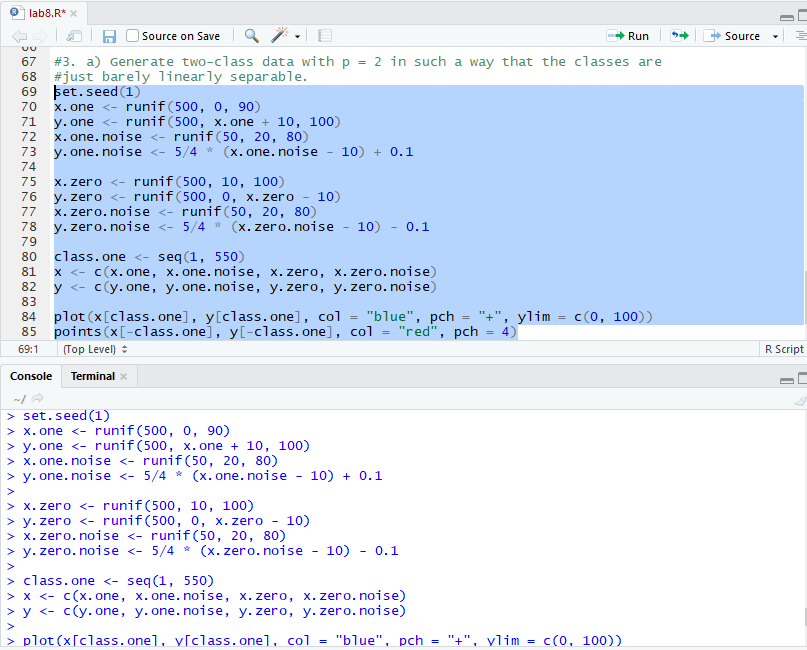 lab8.R*
Source on Save
Run
Source
66
67 #3. a) Generate two-class data with p = 2 in such a way that the classes are
68 #just barely linearly separable.
69 set.seed(1)
70 x.one <- runif(500, 0, 90)
71 y.one <- runif(500, x.one + 10, 100)
72 x.one.noise <- runif(50, 20, 80)
73 y.one.noise <- 5/4 * (x.one.noise - 10) + 0.1
74
75 x.zero <- runif(500, 10, 100)
76 y.zero <- runif(500, 0, x.zero - 10)
77 x.zero.noise <- runif(50, 20, 80)
78 y.zero.noise <- 5/4 * (x.zero.noise - 10) - 0.1
79
80 class.one <- seq(1, 550)
81 x <- c(x.one, x.one.noise, x.zero, x.zero.noise)
82 y <- c(y.one, y.one.noise, y.zero, y.zero.noise)
83
84 plot(x[class.one], y[class.one], col = "blue", pch = "+", ylim = c(0, 100))
85 points(x[-class.one], y[-class.one], col = "red", pch = 4)
69:1 (Top Level) R Script
Console Terminal
~/
> set.seed(1)
> x.one <- runif(500, 0, 90)
> y.one <- runif(500, x.one + 10, 100)
> x.one.noise <- runif(50, 20, 80)
> y.one.noise <- 5/4 * (x.one.noise - 10) + 0.1
>
> x.zero <- runif(500, 10, 100)
> y.zero <- runif(500, 0, x.zero - 10)
> x.zero.noise <- runif(50, 20, 80)
> y.zero.noise <- 5/4 * (x.zero.noise - 10) - 0.1
>
> class.one <- seq(1, 550)
> x <- c(x.one, x.one.noise, x.zero, x.zero.noise)
> y <- c(y.one, y.one.noise, y.zero, y.zero.noise)
>
> plot(x[class.one], y[class.one], col = "blue", pch = "+", ylim = c(0, 100))